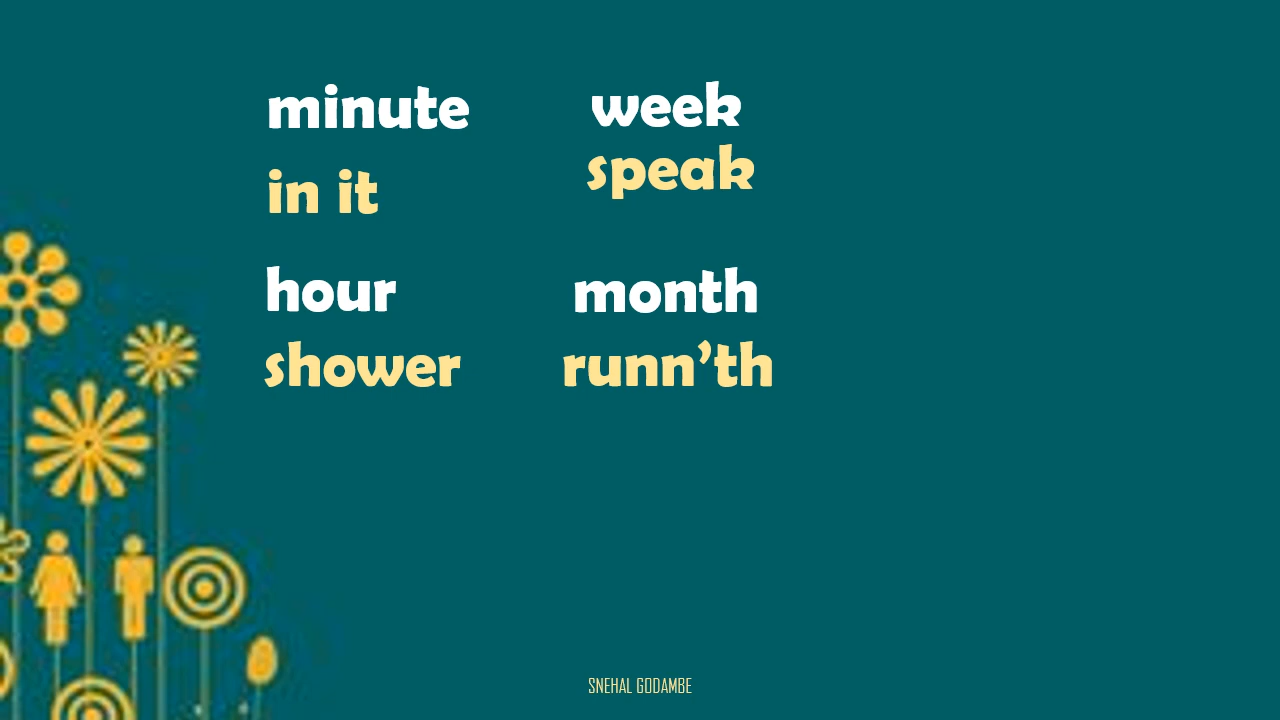 minute
in it
week
speak
hour
shower
month
runn’th
SNEHAL GODAMBE